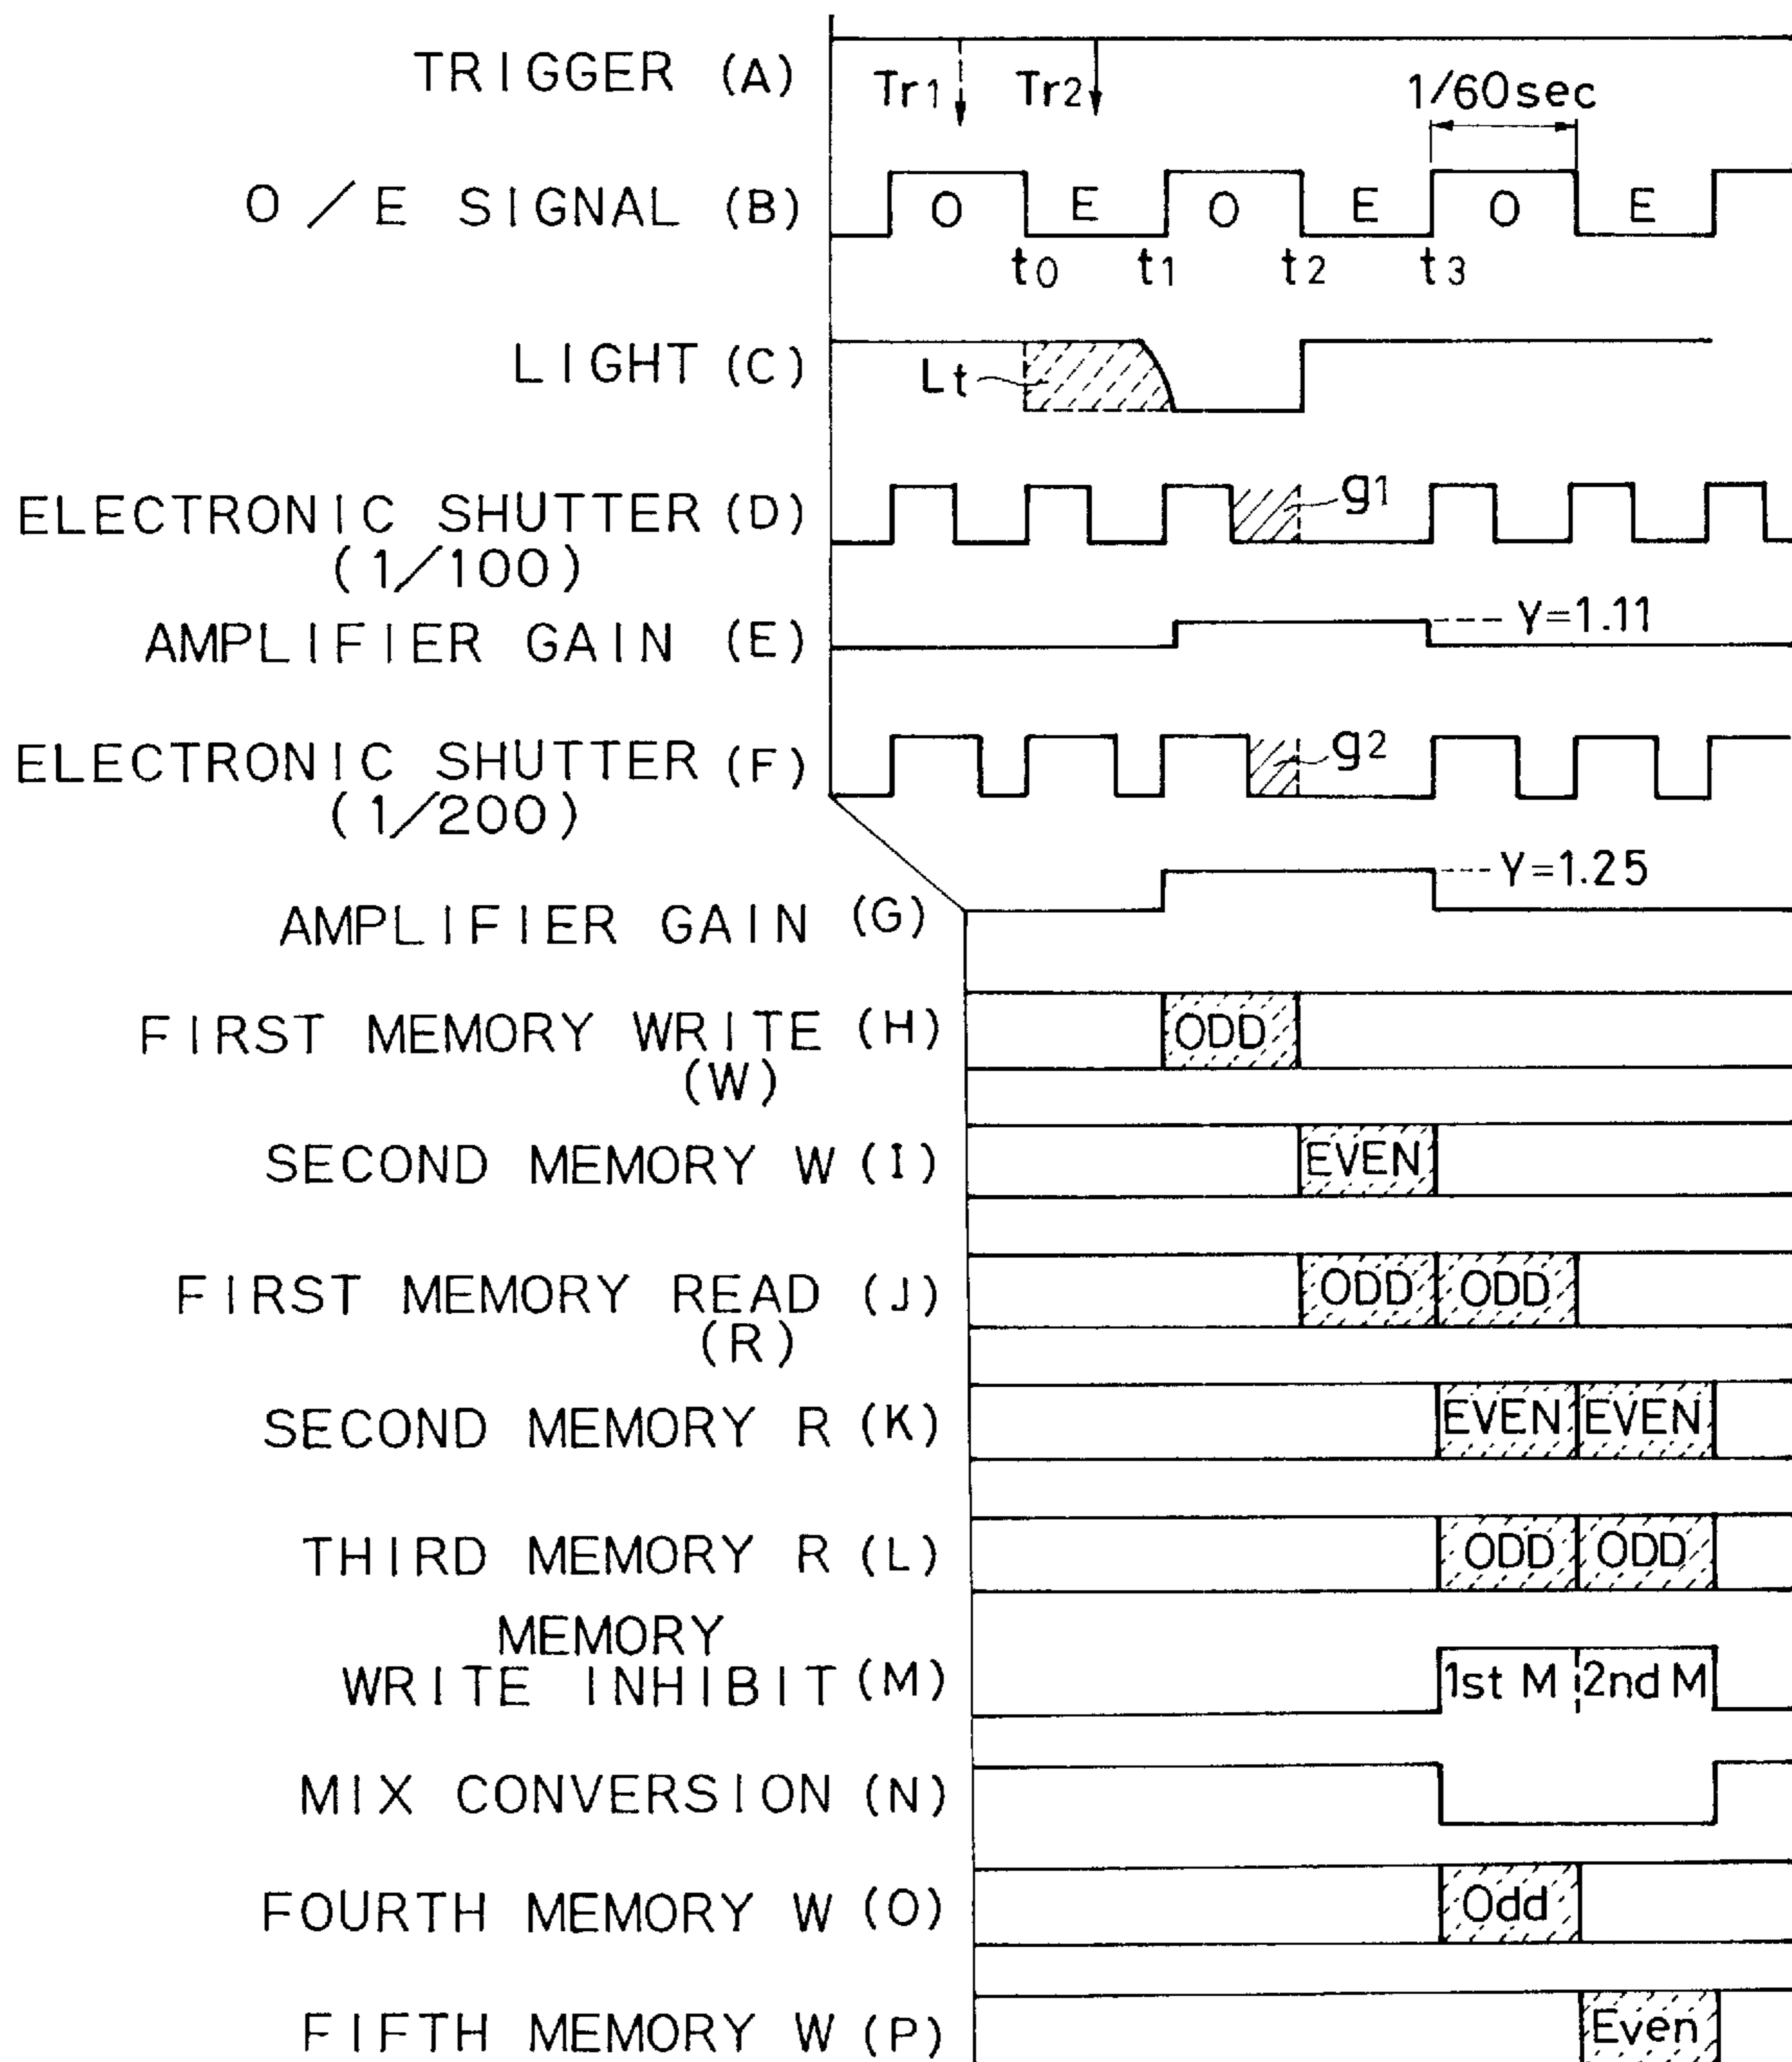 TRIGGER (A)
Tr1 Tr2 1/60sec
O/E SIGNAL (B)
O E O E O E
t0 t1 t2 t3
LIGHT (C)
Lt
ELECTRONIC SHUTTER (D)
(1/100)
g1
AMPLIFIER GAIN (E)
γ=1.11
ELECTRONIC SHUTTER (F)
(1/200)
g2
AMPLIFIER GAIN (G)
γ=1.25
FIRST MEMORY WRITE (H)
(W)
ODD
SECOND MEMORY W (I)
EVEN
FIRST MEMORY READ (J)
(R)
ODD ODD
SECOND MEMORY R (K)
EVEN EVEN
THIRD MEMORY R (L)
ODD ODD
MEMORY
WRITE INHIBIT (M)
1st M 2nd M
MIX CONVERSION (N)
FOURTH MEMORY W (O)
Odd
FIFTH MEMORY W (P)
Even